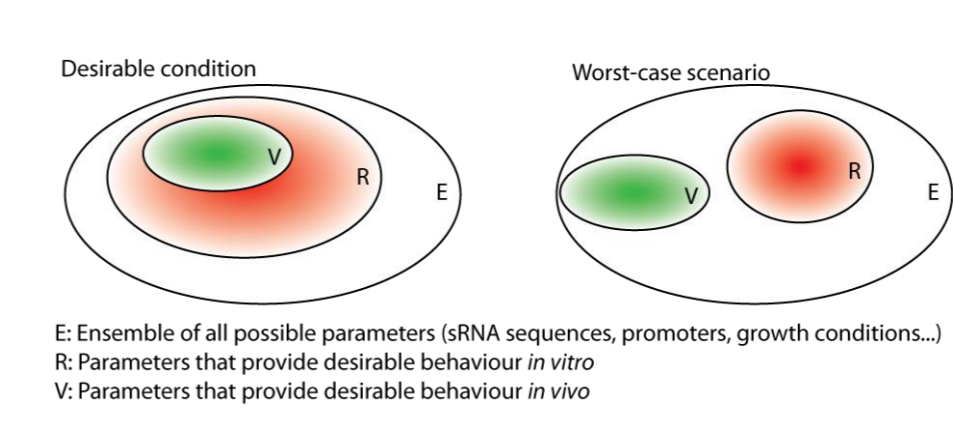 Desirable condition
V
R
E
Worst-case scenario
V
R
E
E: Ensemble of all possible parameters (sRNA sequences, promoters, growth conditions...)
R: Parameters that provide desirable behaviour in vitro
V: Parameters that provide desirable behaviour in vivo